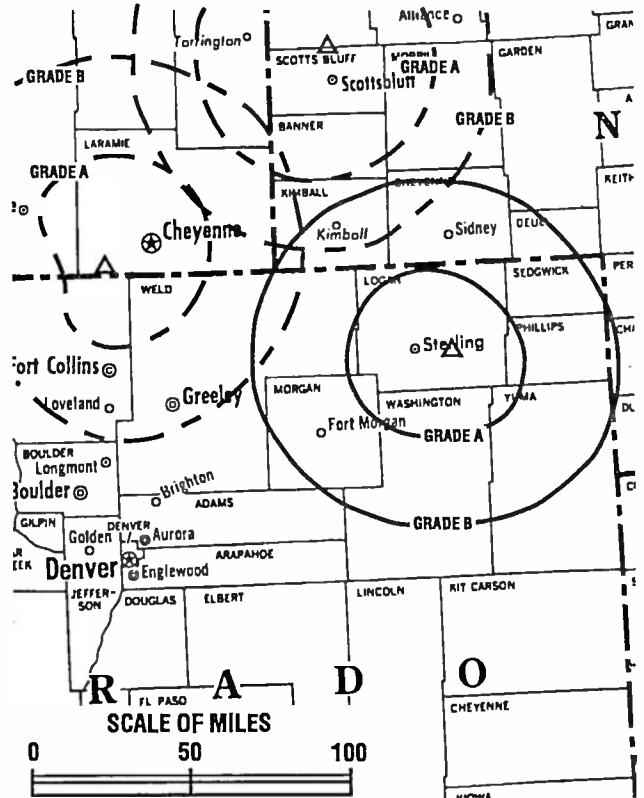 Alliance
GRAN
Torrington
SCOTTS BLUFF
GARDEN
GRADE A
GRADE B
Scottsbluff
BANNER
GRADE B
N
LARAMIE
GRADE A
KIMBALL
CHEYENNE
KEITH
Cheyenne
Kimball
Sidney
DEUEL
WELD
LOGAN
SEDGWICK
PER
PHILLIPS
Sterling
Fort Collins
MORGAN
Greeley
WASHINGTON
YUMA
Loveland
Fort Morgan
GRADE A
BOULDER
Longmont
Boulder
Brighton
ADAMS
GRADE B
GILPIN
DENVER
Golden
Aurora
ARAPAHOE
Denver
Englewood
JEFFER-
SON
DOUGLAS
ELBERT
LINCOLN
KIT CARSON
R A D O
EL PASO
CHEYENNE
SCALE OF MILES
0 50 100
KIOWA